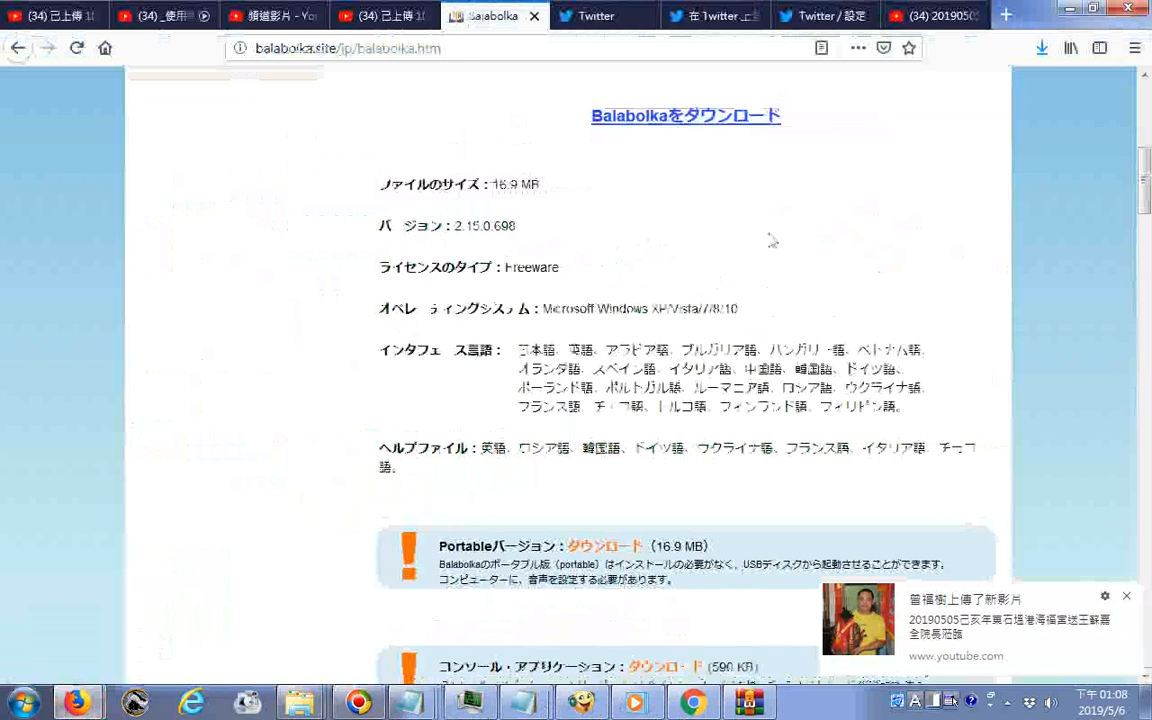 (34) 己上傳 1
(34) _使用
頻道影片 - Yo
(34) 己上傳 1
Balabolka
Twitter
在 Twitter 上
Twitter / 設定
(34) 2019050
balabolka.site/jp/balabolka.htm
Balabolkaをダウンロード
ファイルのサイズ：16.9 MB
バージョン：2.15.0.698
ライセンスのタイプ：Freeware
オペレーティングシステム：Microsoft Windows XP/Vista/7/8/10
インタフェース言語： 日本語、英語、アラビア語、ブルガリア語、ハンガリー語、ベトナム語、
オランダ語、スペイン語、イタリア語、中国語、韓国語、ドイツ語、
ポーランド語、ポルトガル語、ルーマニア語、ロシア語、ウクライナ語、
フランス語、チェコ語、トルコ語、フィンランド語、フィリピン語。
ヘルプファイル：英語、ロシア語、韓国語、ドイツ語、ウクライナ語、フランス語、イタリア語、チェコ
語。
Portableバージョン：ダウンロード（16.9 MB）
Balabolkaのポータブル版（portable）はインストールの必要がなく、USBディスクから起動させることができます。
コンピューターに、音声を設定する必要があります。
曾福樹上傳了新影片
20190505己亥年東石塭港海福宮送王蘇嘉
全院長蒞臨
www.youtube.com
コンソール・アプリケーション：ダウンロード (590 KB)
下午 01:08
2019/5/6